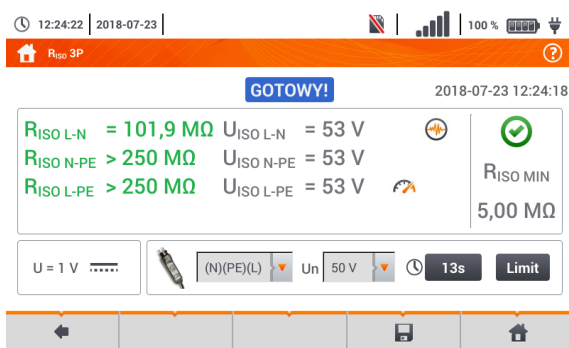 12:24:22 2018-07-23 100 %
RISO 3P ?
GOTOWY! 2018-07-23 12:24:18
RISO L-N = 101,9 MΩ UISO L-N = 53 V
RISO N-PE > 250 MΩ UISO N-PE = 53 V
RISO L-PE > 250 MΩ UISO L-PE = 53 V
RISO MIN
5,00 MΩ
U = 1 V (N)(PE)(L) Un 50 V 13s Limit